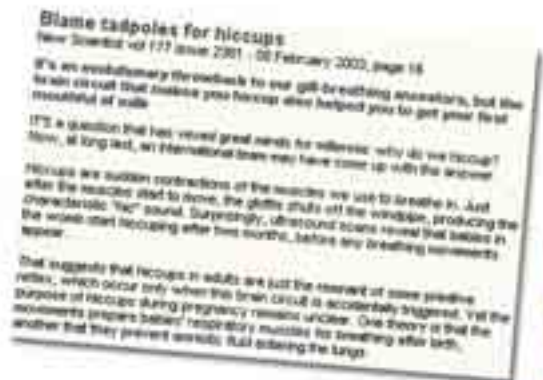 Blame tadpoles for hiccups
New Scientist vol 177 issue 2381 - 08 February 2003, page 16
It's an evolutionary throwback to our gill-breathing ancestors, but the
brain circuit that makes you hiccup also helped you to get your first
mouthful of milk
IT'S a question that has vexed great minds for millennia: why do we hiccup?
Now, at long last, an international team may have come up with the answer
Hiccups are sudden contractions of the muscles we use to breathe in. Just
after the muscles start to move, the glottis shuts off the windpipe, producing the
characteristic "hic" sound. Surprisingly, ultrasound scans reveal that babies in
the womb start hiccuping after two months, before any breathing movements
appear
That suggests that hiccups in adults are just the remnant of some primitive
reflex, which occur only when this brain circuit is accidentally triggered. Yet the
purpose of hiccups during pregnancy remains unclear. One theory is that the
movements prepare babies' respiratory muscles for breathing after birth,
another that they prevent amniotic fluid entering the lungs